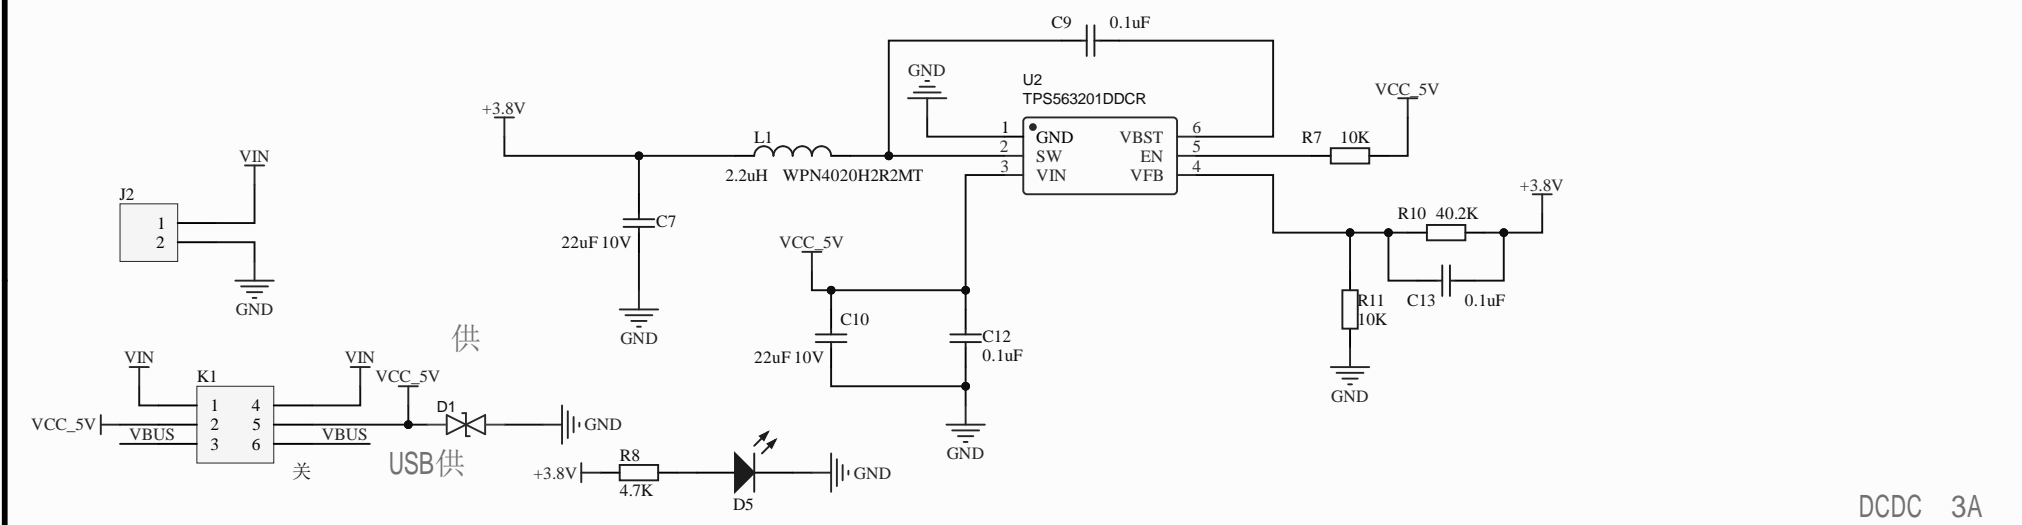 C9 0.1uF
GND
U2
TPS563201DDCR
VCC_5V
+3.8V
L1
2.2uH WPN4020H2R2MT
1 GND VBST 6
2 SW EN 5
3 VIN VFB 4
R7 10K
VIN
J2
1
2
GND
C7
22uF 10V
GND
VCC_5V
+3.8V
R10 40.2K
C13 0.1uF
R11
10K
GND
C10
22uF 10V
C12
0.1uF
GND
供
VIN
K1
VIN
VCC_5V
1 4
VCC_5V 2 5
VBUS 3 6 VBUS
D1
GND
关
USB供
+3.8V
R8
4.7K
D5
GND
DCDC 3A